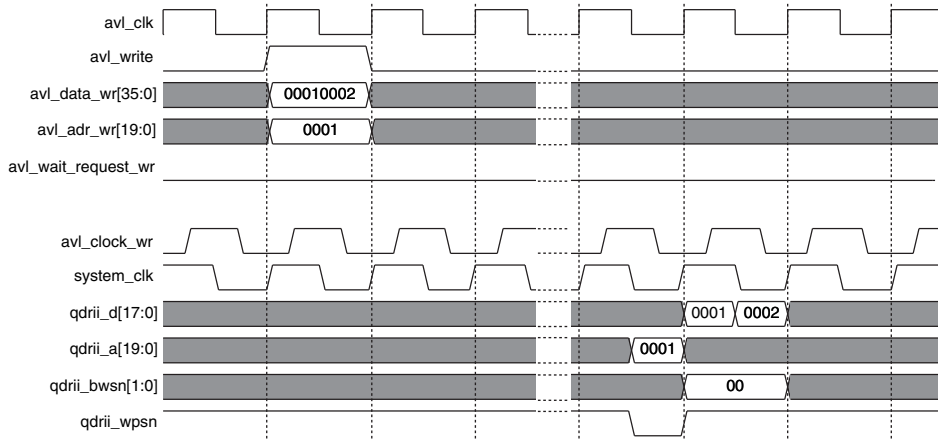 avl_clk
avl_write
avl_data_wr[35:0] 00010002
avl_adr_wr[19:0] 0001
avl_wait_request_wr
avl_clock_wr
system_clk
qdrii_d[17:0] 0001 0002
qdrii_a[19:0] 0001
qdrii_bwsn[1:0] 00
qdrii_wpsn